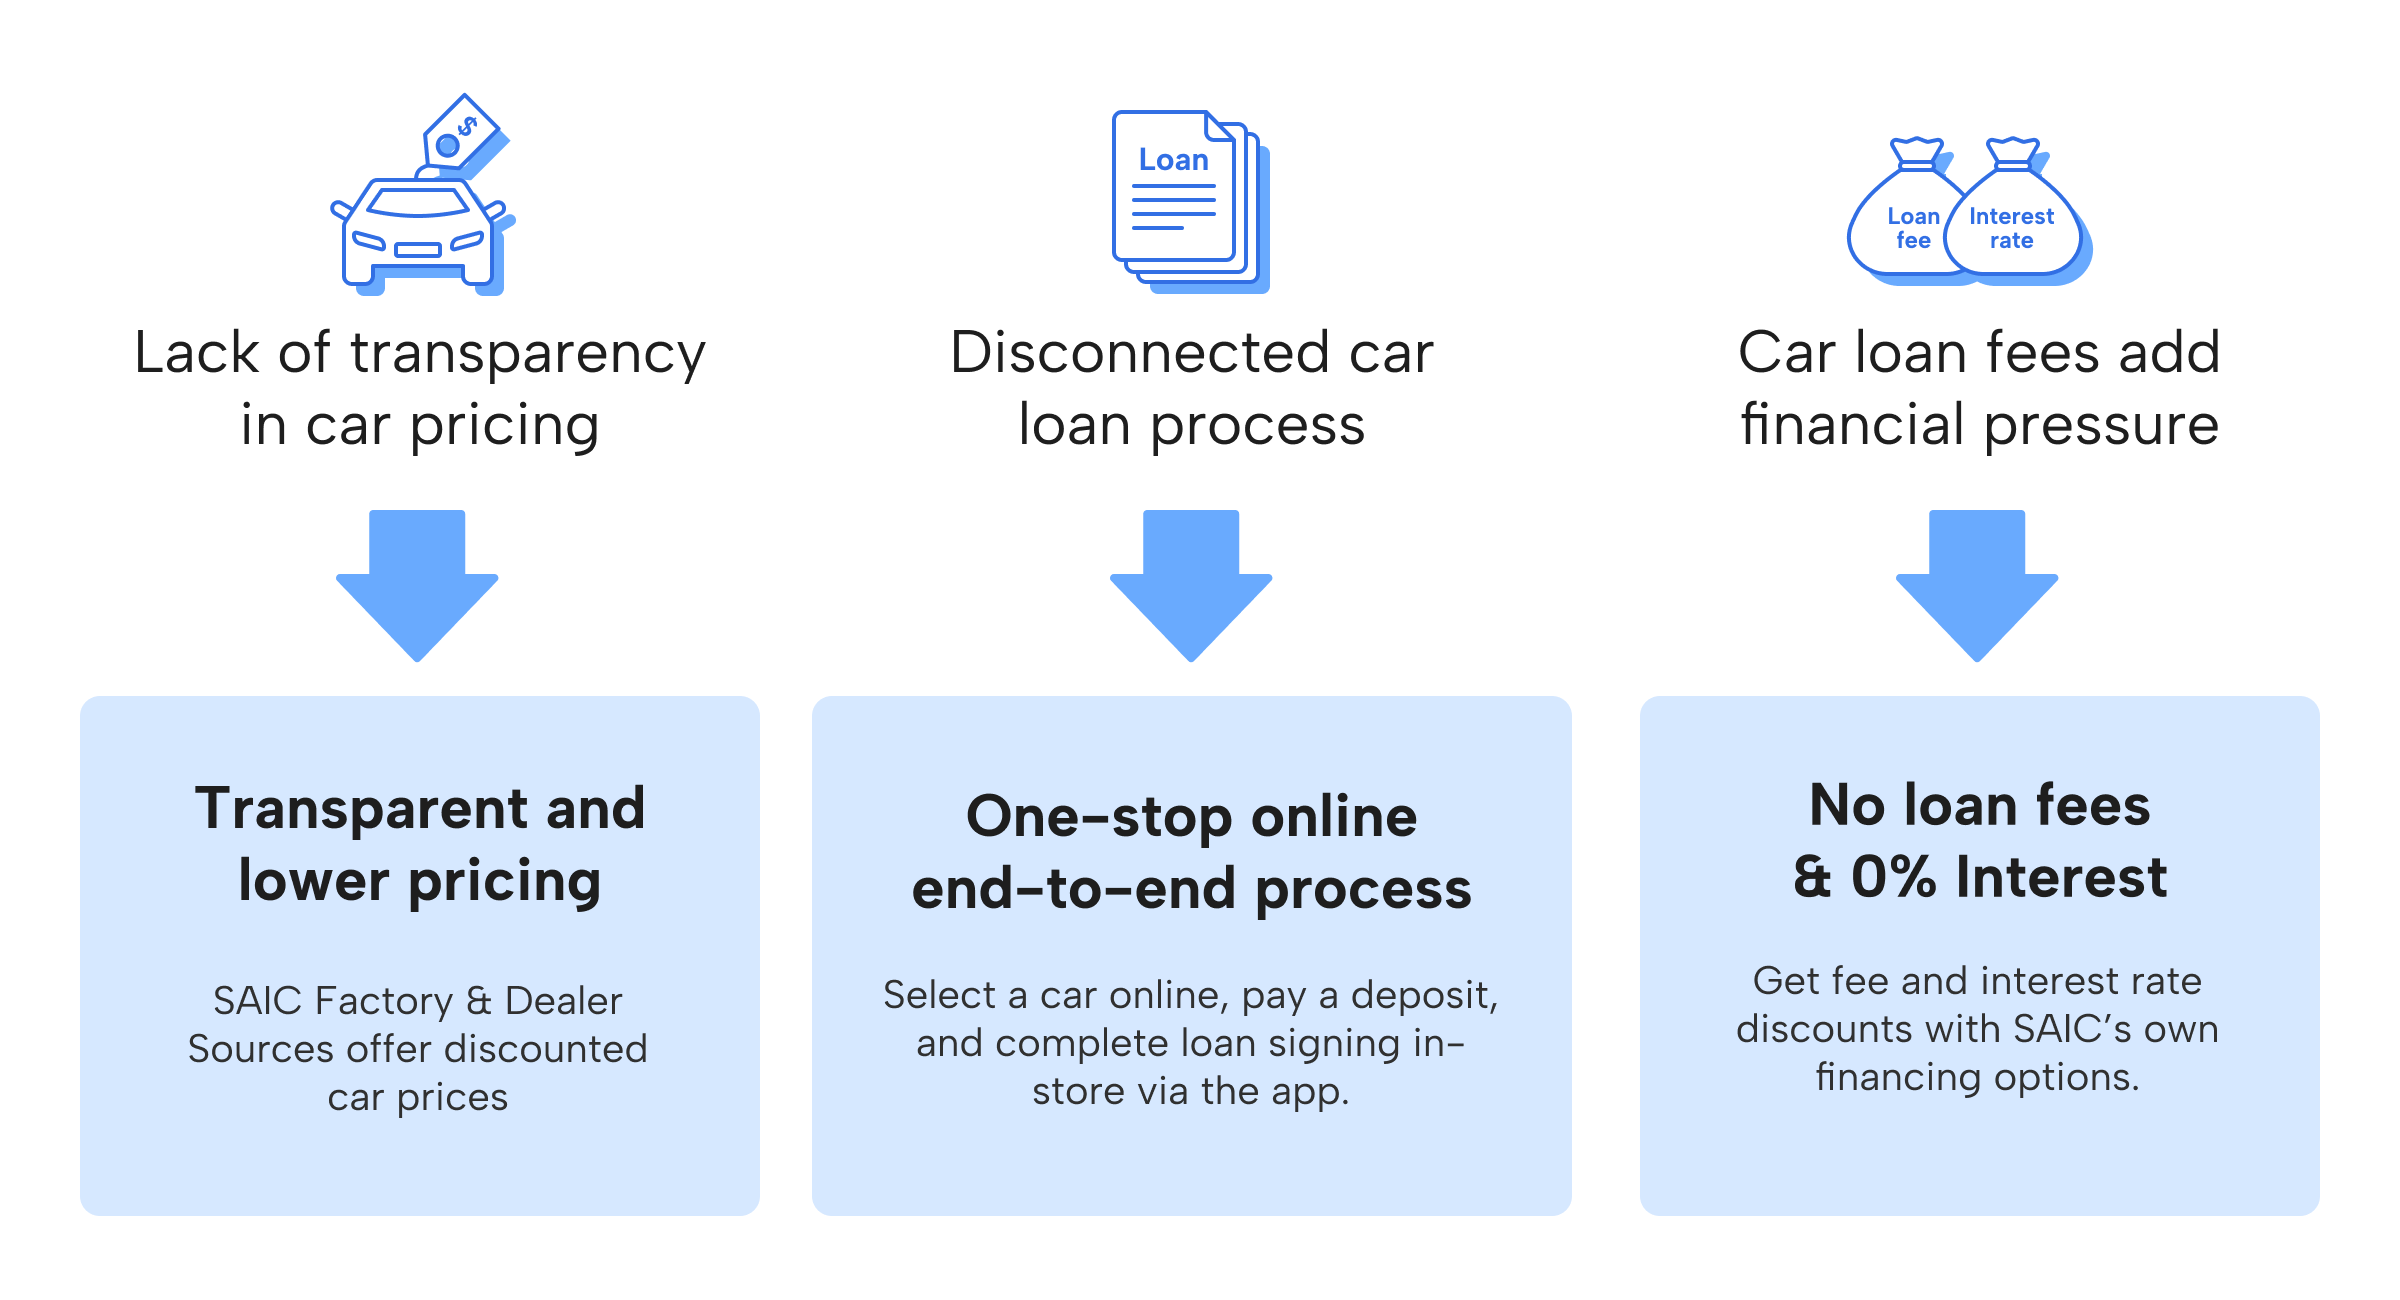 $
Loan
Loan
fee
Interest
rate
Lack of transparency
in car pricing
Disconnected car
loan process
Car loan fees add
financial pressure
Transparent and
lower pricing
SAIC Factory & Dealer
Sources offer discounted
car prices
One-stop online
end-to-end process
Select a car online, pay a deposit,
and complete loan signing in-
store via the app.
No loan fees
& 0% Interest
Get fee and interest rate
discounts with SAIC’s own
financing options.